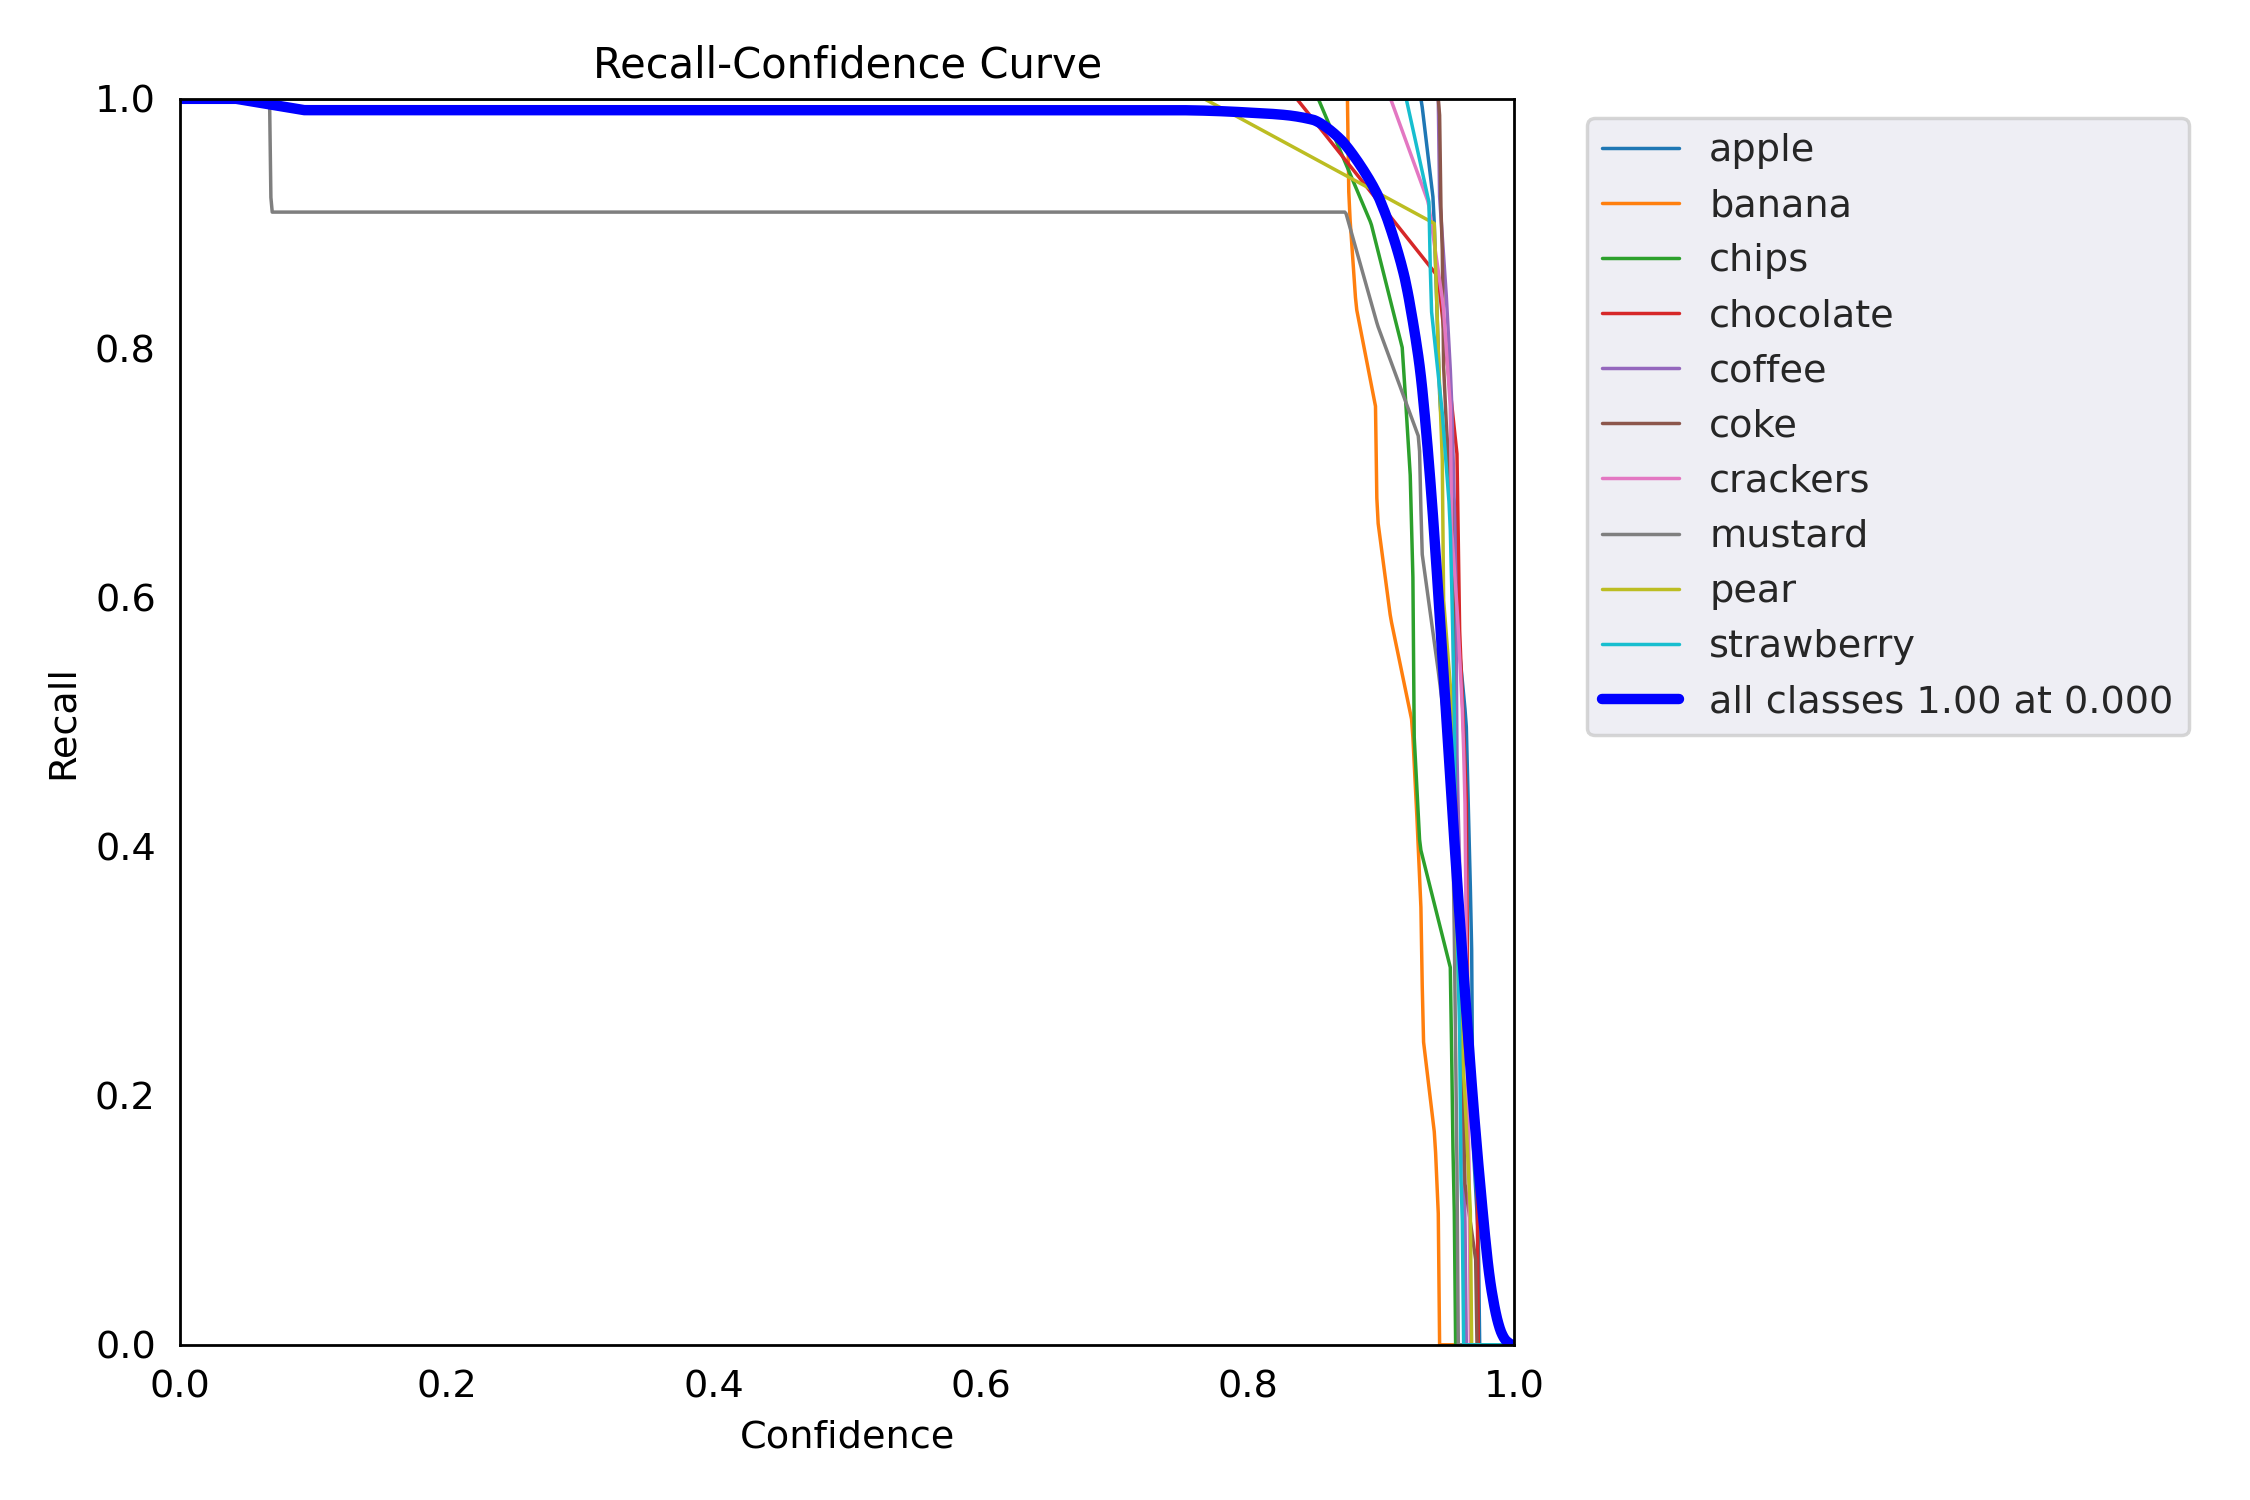 Recall-Confidence Curve
1.0
0.8
0.6
0.4
0.2
0.0
Recall
0.0 0.2 0.4 0.6 0.8 1.0
Confidence
apple
banana
chips
chocolate
coffee
coke
crackers
mustard
pear
strawberry
all classes 1.00 at 0.000